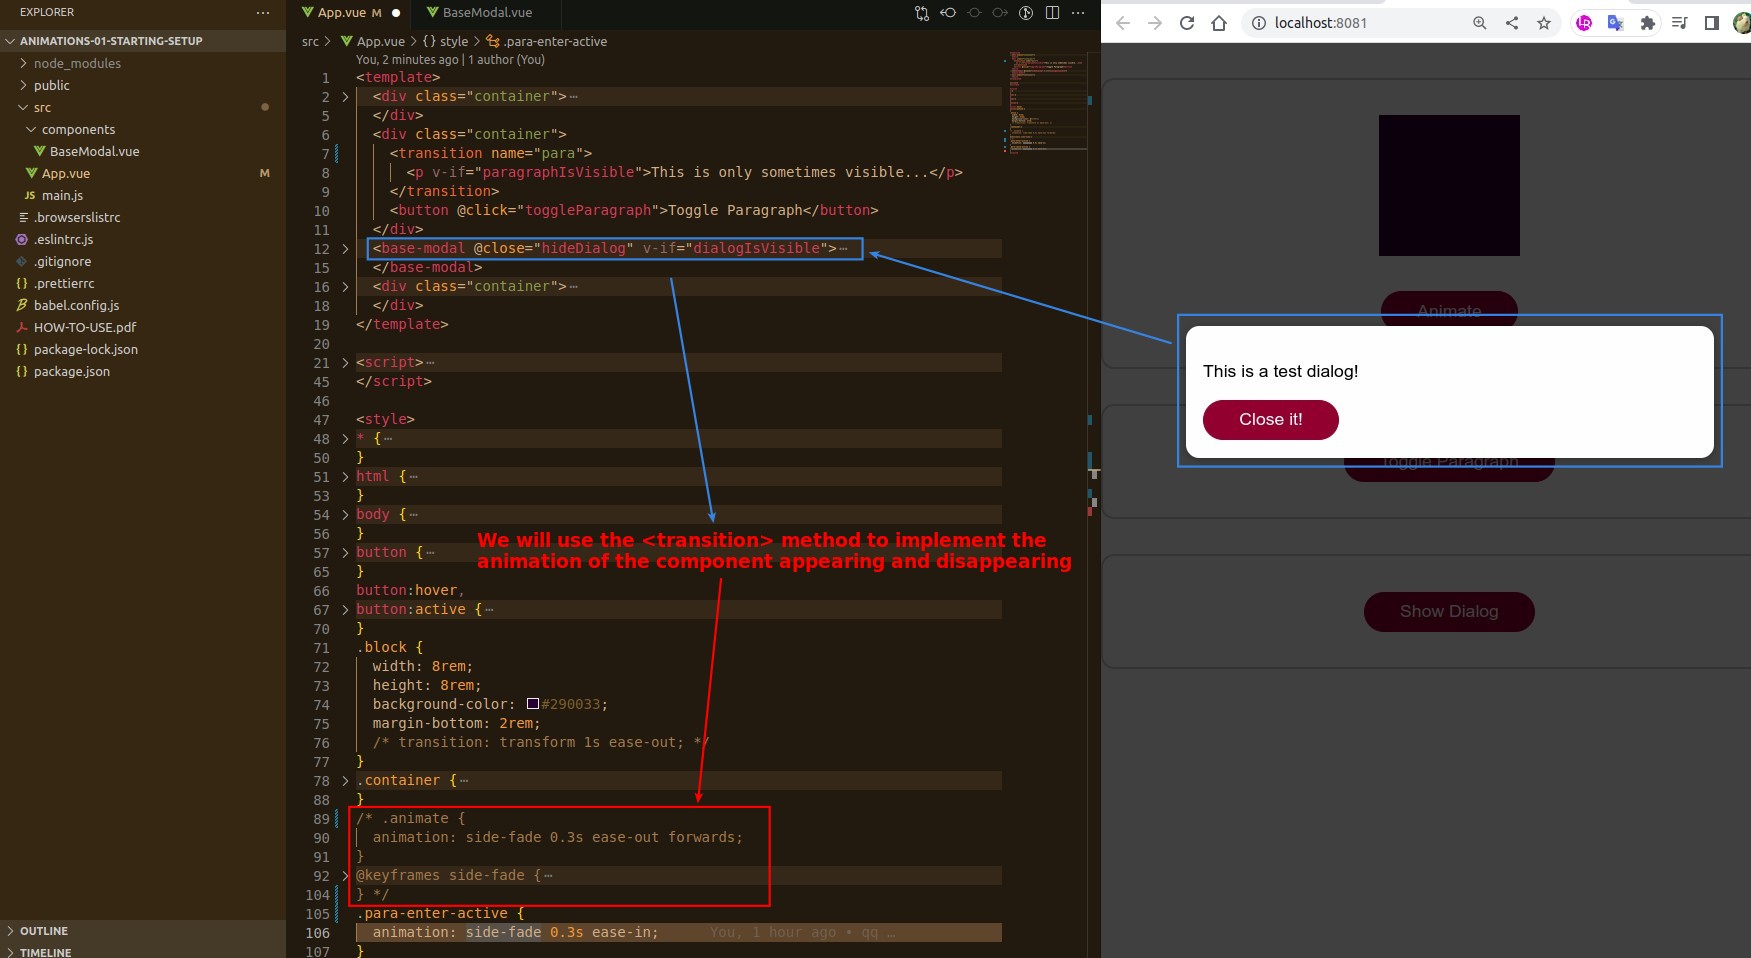 EXPLORER
ANIMATIONS-01-STARTING-SETUP
node_modules
public
src
components
BaseModal.vue
App.vue M
JS main.js
.browserslistrc
.eslintrc.js
.gitignore
{} .prettierrc
babel.config.js
HOW-TO-USE.pdf
{} package-lock.json
{} package.json
OUTLINE
TIMELINE
App.vue M
BaseModal.vue
src > App.vue > {} style > .para-enter-active
You, 2 minutes ago | 1 author (You)
1 <template>
2 <div class="container">⋯
5 </div>
6 <div class="container">
7 <transition name="para">
8 <p v-if="paragraphIsVisible">This is only sometimes visible...</p>
9 </transition>
10 <button @click="toggleParagraph">Toggle Paragraph</button>
11 </div>
12 <base-modal @close="hideDialog" v-if="dialogIsVisible">⋯
15 </base-modal>
16 <div class="container">⋯
18 </div>
19 </template>
20
21 <script>⋯
45 </script>
46
47 <style>
48 * {⋯
50 }
51 html {⋯
53 }
54 body {⋯
56 }
57 button {⋯
65 }
66 button:hover,
67 button:active {⋯
70 }
71 .block {
72 width: 8rem;
73 height: 8rem;
74 background-color: #290033;
75 margin-bottom: 2rem;
76 /* transition: transform 1s ease-out; */
77 }
78 .container {⋯
88 }
89 /* .animate {
90 animation: side-fade 0.3s ease-out forwards;
91 }
92 @keyframes side-fade {⋯
104 } */
105 .para-enter-active {
106 animation: side-fade 0.3s ease-in; You, 1 hour ago • qq …
107 }
We will use the <transition> method to implement the
animation of the component appearing and disappearing
localhost:8081
Animate
This is a test dialog!
Close it!
Toggle Paragraph
Show Dialog